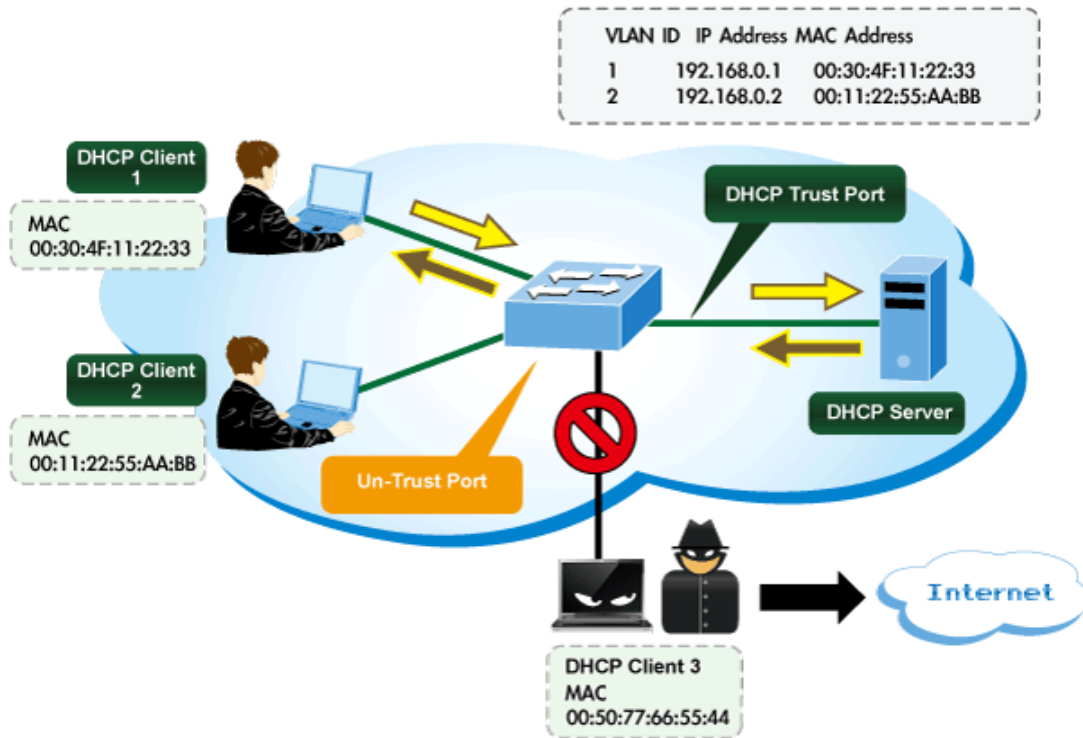 VLAN ID IP Address MAC Address
1 192.168.0.1 00:30:4F:11:22:33
2 192.168.0.2 00:11:22:55:AA:BB
DHCP Client
1
MAC
00:30:4F:11:22:33
DHCP Trust Port
DHCP Client
2
MAC
00:11:22:55:AA:BB
Un-Trust Port
DHCP Server
Internet
DHCP Client 3
MAC
00:50:77:66:55:44